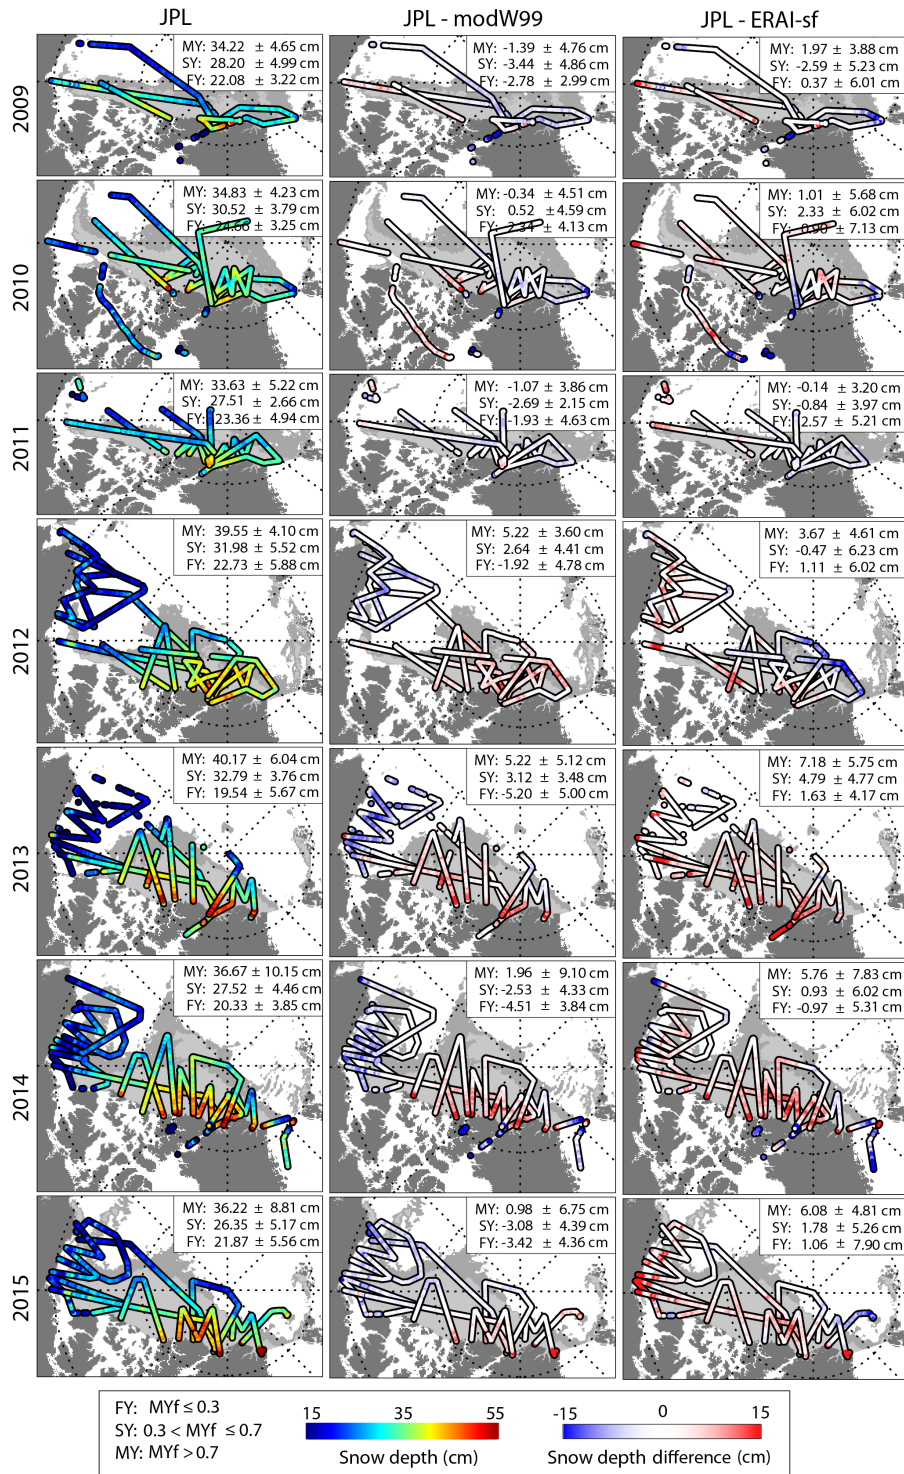 JPL
JPL - modW99
JPL - ERAI-sf
2009
MY: 34.22 ± 4.65 cm
SY: 28.20 ± 4.99 cm
FY: 22.08 ± 3.22 cm
MY: -1.39 ± 4.76 cm
SY: -3.44 ± 4.86 cm
FY: -2.78 ± 2.99 cm
MY: 1.97 ± 3.88 cm
SY: -2.59 ± 5.23 cm
FY: 0.37 ± 6.01 cm
2010
MY: 34.83 ± 4.23 cm
SY: 30.52 ± 3.79 cm
FY: 24.66 ± 3.25 cm
MY: -0.34 ± 4.51 cm
SY: 0.52 ± 4.59 cm
FY: ± 4.13 cm
MY: 1.01 ± 5.68 cm
SY: 2.33 ± 6.02 cm
FY: ± 7.13 cm
2011
MY: 33.63 ± 5.22 cm
SY: 27.51 ± 2.66 cm
FY: 23.36 ± 4.94 cm
MY: -1.07 ± 3.86 cm
SY: -2.69 ± 2.15 cm
FY: -1.93 ± 4.63 cm
MY: -0.14 ± 3.20 cm
SY: -0.84 ± 3.97 cm
FY: ± 5.21 cm
2012
MY: 39.55 ± 4.10 cm
SY: 31.98 ± 5.52 cm
FY: 22.73 ± 5.88 cm
MY: 5.22 ± 3.60 cm
SY: 2.64 ± 4.41 cm
FY: -1.92 ± 4.78 cm
MY: 3.67 ± 4.61 cm
SY: -0.47 ± 6.23 cm
FY: 1.11 ± 6.02 cm
2013
MY: 40.17 ± 6.04 cm
SY: 32.79 ± 3.76 cm
FY: 19.54 ± 5.67 cm
MY: 5.22 ± 5.12 cm
SY: 3.12 ± 3.48 cm
FY: -5.20 ± 5.00 cm
MY: 7.18 ± 5.75 cm
SY: 4.79 ± 4.77 cm
FY: 1.63 ± 4.17 cm
2014
MY: 36.67 ± 10.15 cm
SY: 27.52 ± 4.46 cm
FY: 20.33 ± 3.85 cm
MY: 1.96 ± 9.10 cm
SY: -2.53 ± 4.33 cm
FY: -4.51 ± 3.84 cm
MY: 5.76 ± 7.83 cm
SY: 0.93 ± 6.02 cm
FY: -0.97 ± 5.31 cm
2015
MY: 36.22 ± 8.81 cm
SY: 26.35 ± 5.17 cm
FY: 21.87 ± 5.56 cm
MY: 0.98 ± 6.75 cm
SY: -3.08 ± 4.39 cm
FY: -3.42 ± 4.36 cm
MY: 6.08 ± 4.81 cm
SY: 1.78 ± 5.26 cm
FY: 1.06 ± 7.90 cm
FY: MYf ≤ 0.3
SY: 0.3 < MYf ≤ 0.7
MY: MYf > 0.7
15 35 55
Snow depth (cm)
-15 0 15
Snow depth difference (cm)